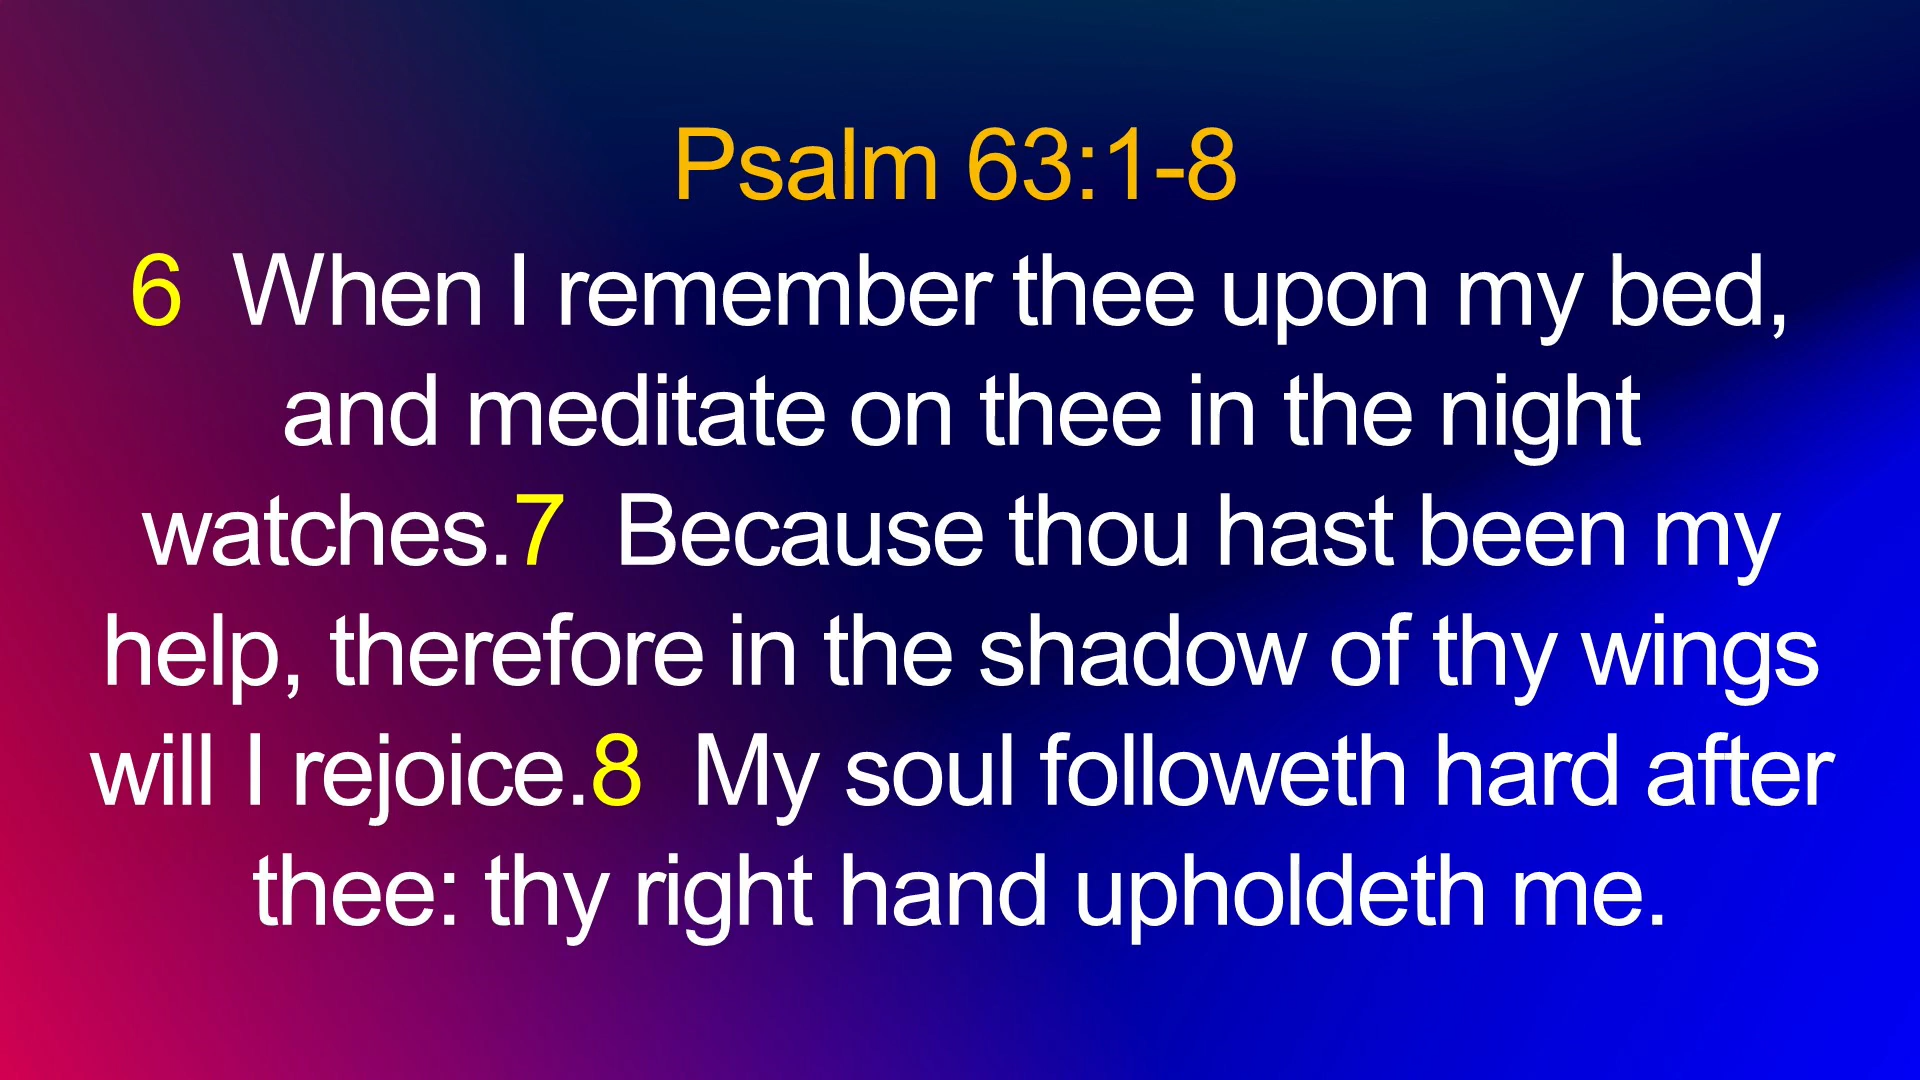 Psalm 63:1-8
6  When I remember thee upon my bed,
and meditate on thee in the night
watches.7  Because thou hast been my
help, therefore in the shadow of thy wings
will I rejoice.8  My soul followeth hard after
thee: thy right hand upholdeth me.